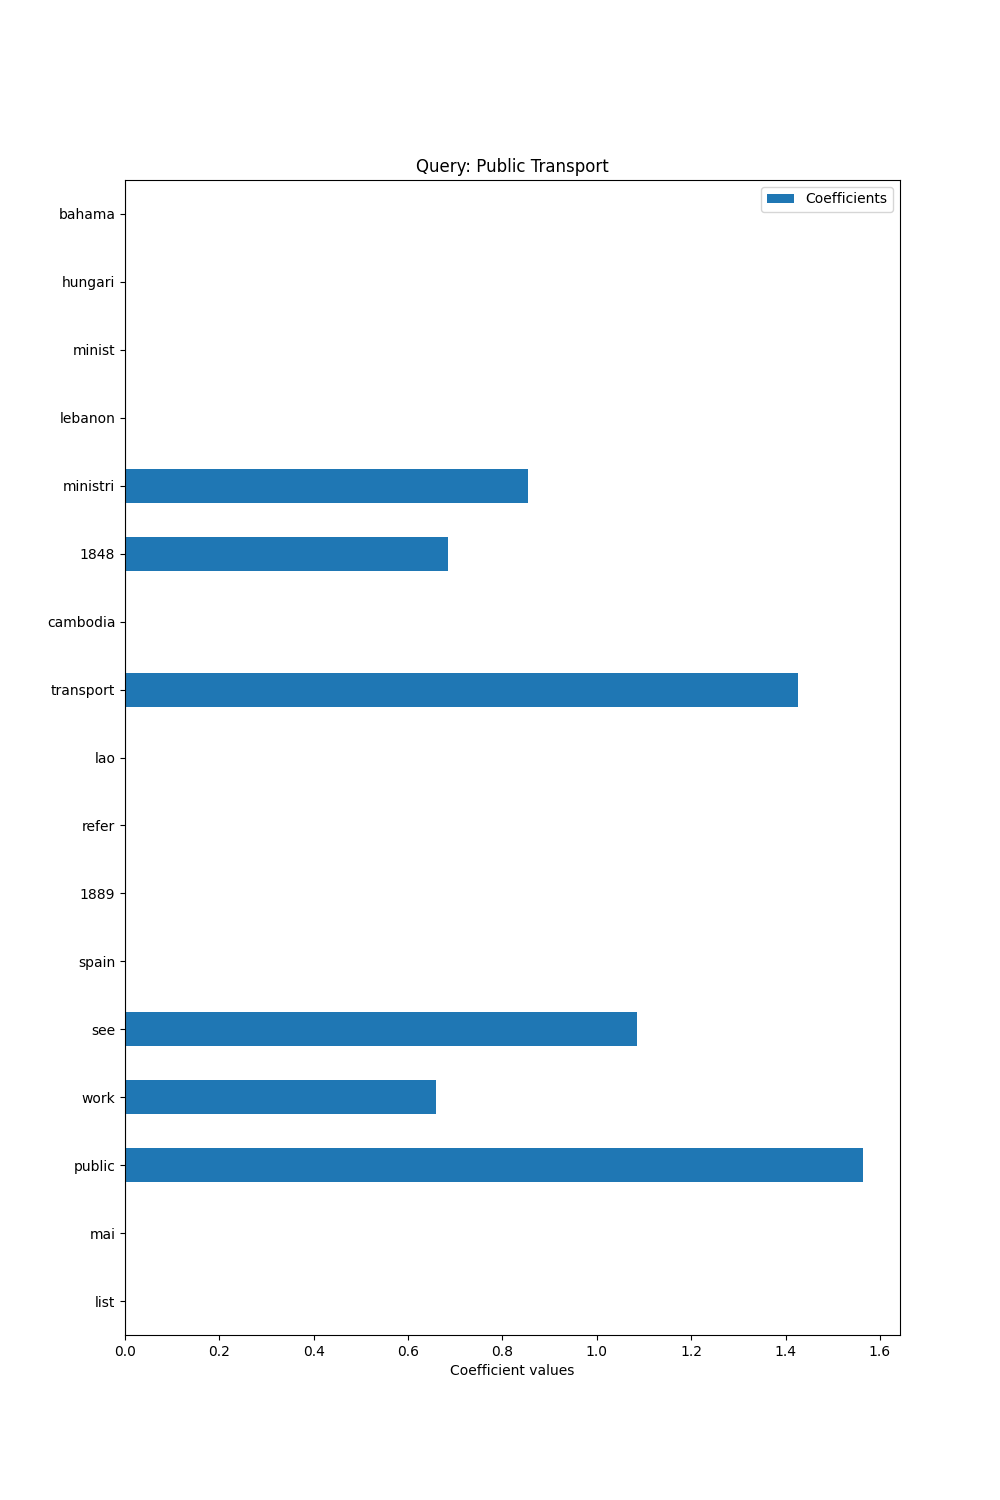 Query: Public Transport
Coefficients
bahama
hungari
minist
lebanon
ministri
1848
cambodia
transport
lao
refer
1889
spain
see
work
public
mai
list
0.0 0.2 0.4 0.6 0.8 1.0 1.2 1.4 1.6
Coefficient values